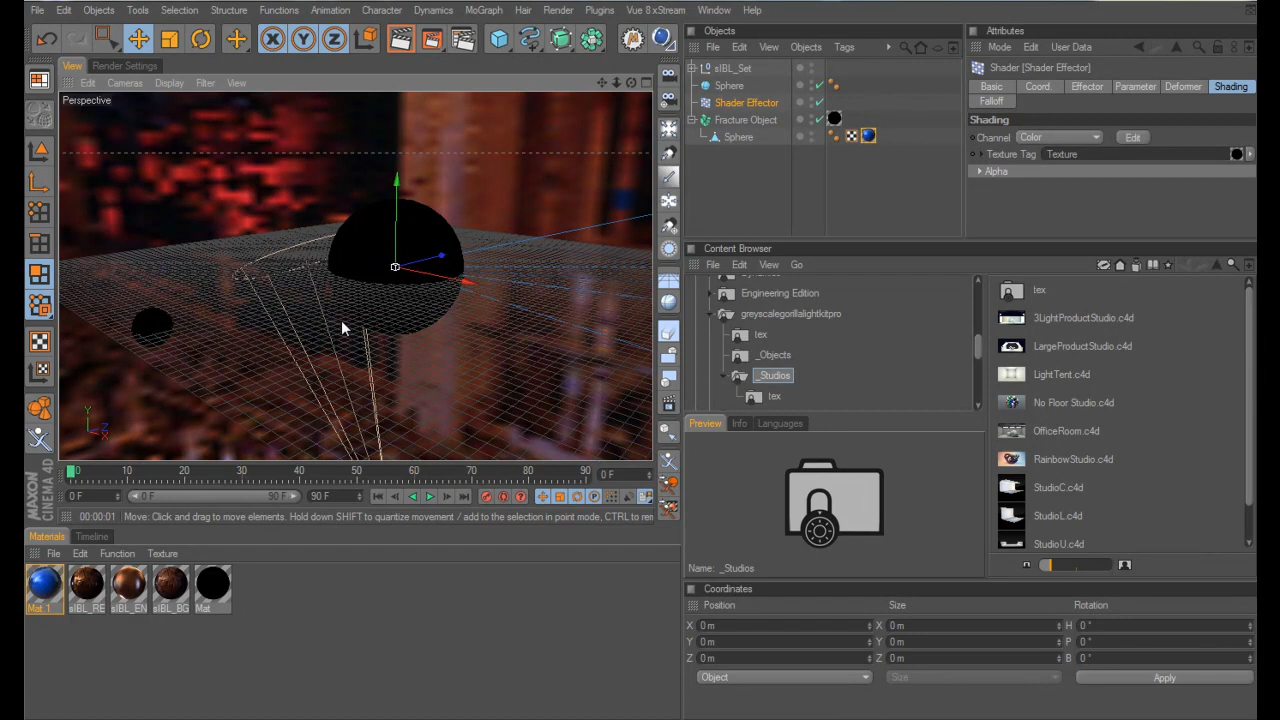 File Edit Objects Tools Selection Structure Functions Animation Character Dynamics MoGraph Hair Render Plugins Vue 8 xStream Window Help
View Render Settings
Edit Cameras Display Filter View
Perspective
Y
Z
X
0 10 20 30 40 50 60 70 80 90 0 F
0 F 0 F 90 F 90 F
00:00:01 Move: Click and drag to move elements. Hold down SHIFT to quantize movement / add to the selection in point mode, CTRL to rem
MAXON
CINEMA 4D
Materials Timeline
File Edit Function Texture
Mat.1 sIBL_RE sIBL_EN sIBL_BG Mat
Objects
File Edit View Objects Tags
sIBL_Set
Sphere
Shader Effector
Fracture Object
Sphere
Attributes
Mode Edit User Data
Shader [Shader Effector]
Basic Coord. Effector Parameter Deformer Shading
Falloff
Shading
Channel Color Edit
Texture Tag Texture
Alpha
Content Browser
File Edit View Go
Engineering Edition
greyscalegorillalightkitpro
tex
_Objects
_Studios
tex
tex
3LightProductStudio.c4d
LargeProductStudio.c4d
LightTent.c4d
No Floor Studio.c4d
OfficeRoom.c4d
RainbowStudio.c4d
StudioC.c4d
StudioL.c4d
StudioU.c4d
Preview Info Languages
Name: _Studios
Coordinates
Position Size Rotation
X 0 m X 0 m H 0 °
Y 0 m Y 0 m P 0 °
Z 0 m Z 0 m B 0 °
Object Size Apply